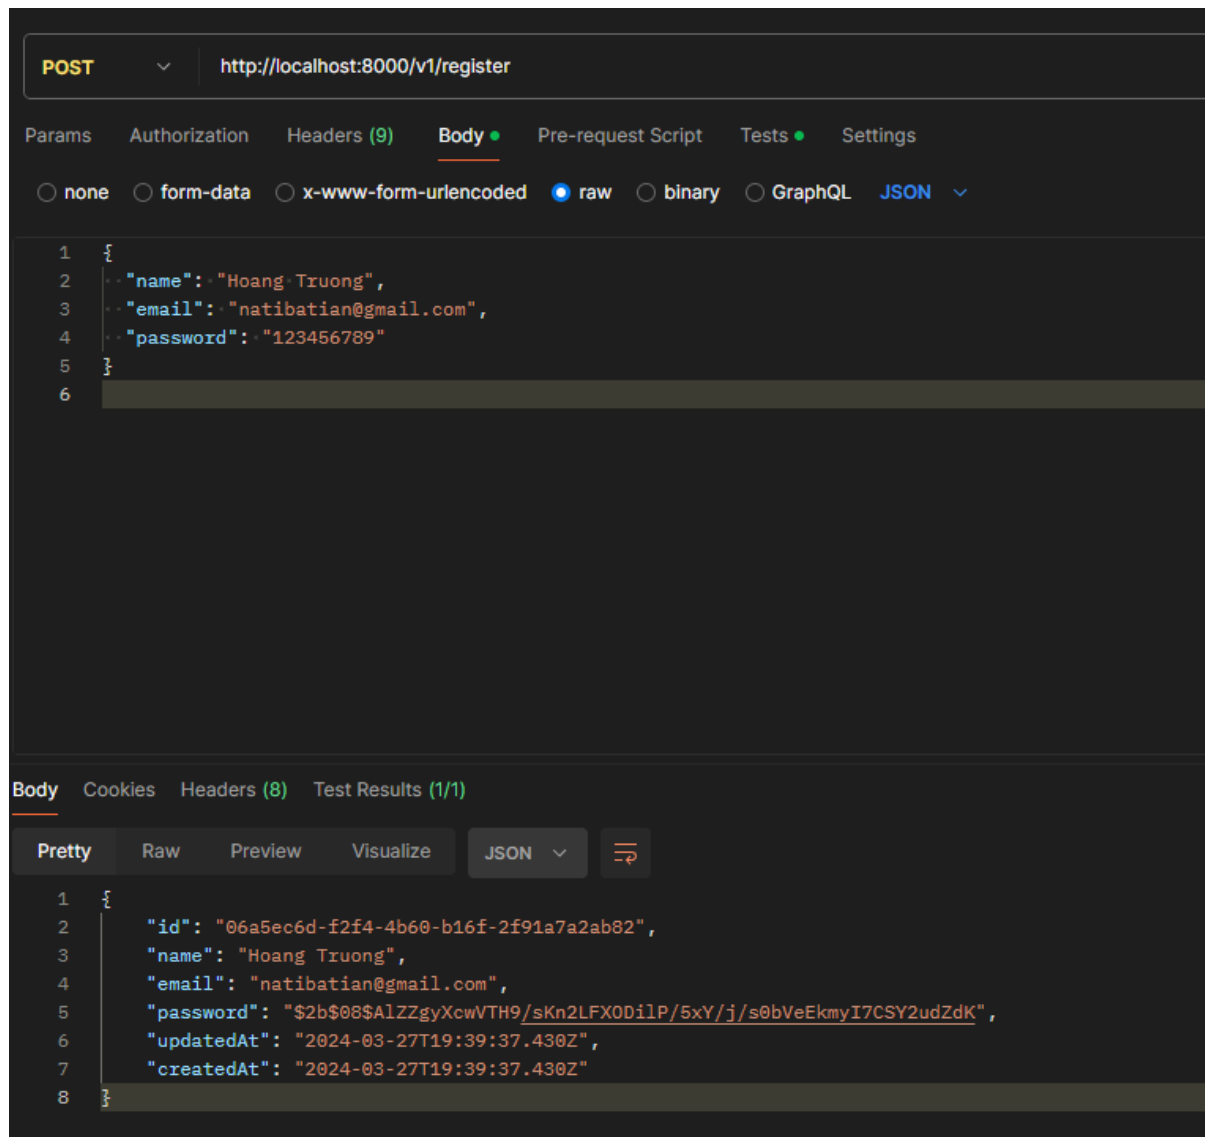 POST http://localhost:8000/v1/register
Params Authorization Headers (9) Body Pre-request Script Tests Settings
none form-data x-www-form-urlencoded raw binary GraphQL JSON
1 {
2 "name": "Hoang Truong",
3 "email": "natibatian@gmail.com",
4 "password": "123456789"
5 }
6
Body Cookies Headers (8) Test Results (1/1)
Pretty Raw Preview Visualize JSON
1 {
2 "id": "06a5ec6d-f2f4-4b60-b16f-2f91a7a2ab82",
3 "name": "Hoang Truong",
4 "email": "natibatian@gmail.com",
5 "password": "$2b$08$AlZZgyXcwVTH9/sKn2LFXODilP/5xY/j/s0bVeEkmyI7CSY2udZdK",
6 "updatedAt": "2024-03-27T19:39:37.430Z",
7 "createdAt": "2024-03-27T19:39:37.430Z"
8 }